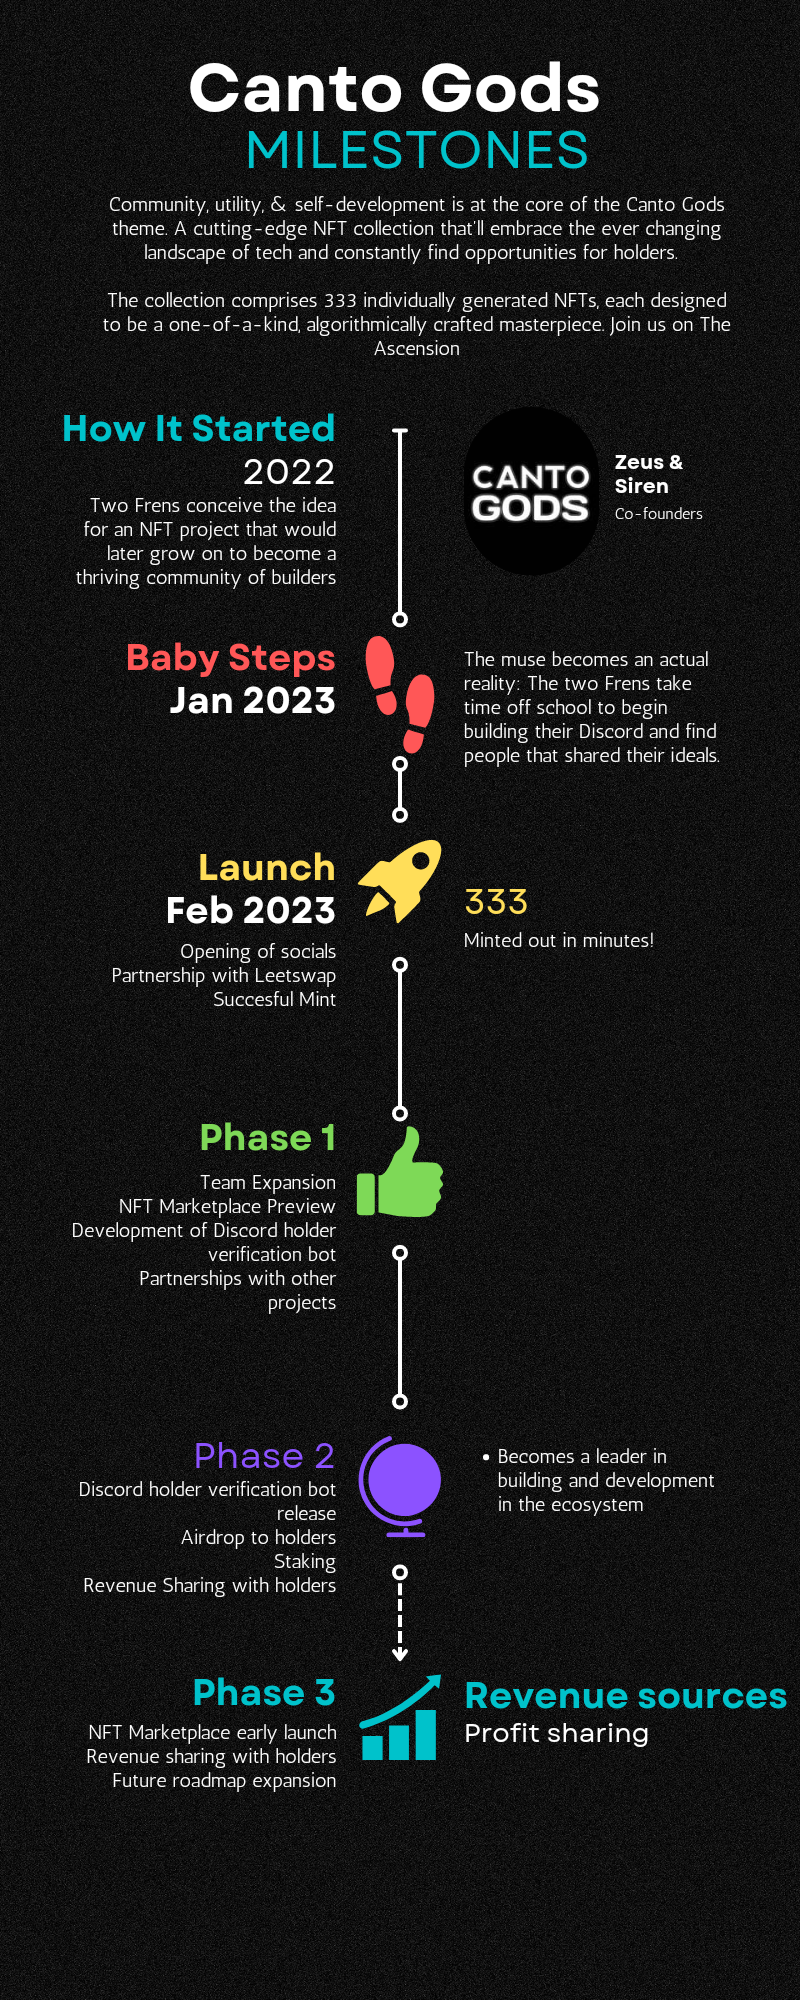 Canto Gods
MILESTONES
Community, utility, & self-development is at the core of the Canto Gods
theme. A cutting-edge NFT collection that'll embrace the ever changing
landscape of tech and constantly find opportunities for holders.
The collection comprises 333 individually generated NFTs, each designed
to be a one-of-a-kind, algorithmically crafted masterpiece. Join us on The
Ascension
How It Started
2022
Two Frens conceive the idea
for an NFT project that would
later grow on to become a
thriving community of builders
CANTO
GODS
Zeus &
Siren
Co-founders
Baby Steps
Jan 2023
The muse becomes an actual
reality: The two Frens take
time off school to begin
building their Discord and find
people that shared their ideals.
Launch
Feb 2023
Opening of socials
Partnership with Leetswap
Succesful Mint
333
Minted out in minutes!
Phase 1
Team Expansion
NFT Marketplace Preview
Development of Discord holder
verification bot
Partnerships with other
projects
Phase 2
Discord holder verification bot
release
Airdrop to holders
Staking
Revenue Sharing with holders
• Becomes a leader in
building and development
in the ecosystem
Phase 3
NFT Marketplace early launch
Revenue sharing with holders
Future roadmap expansion
Revenue sources
Profit sharing